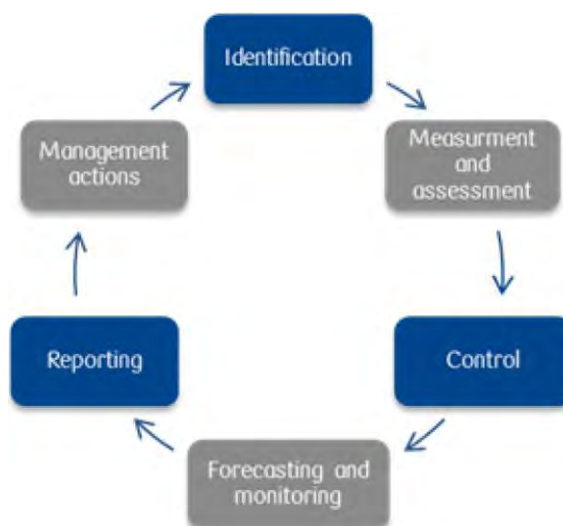 Identification
Measurment
and
assessment
Control
Forecasting and
monitoring
Reporting
Management
actions